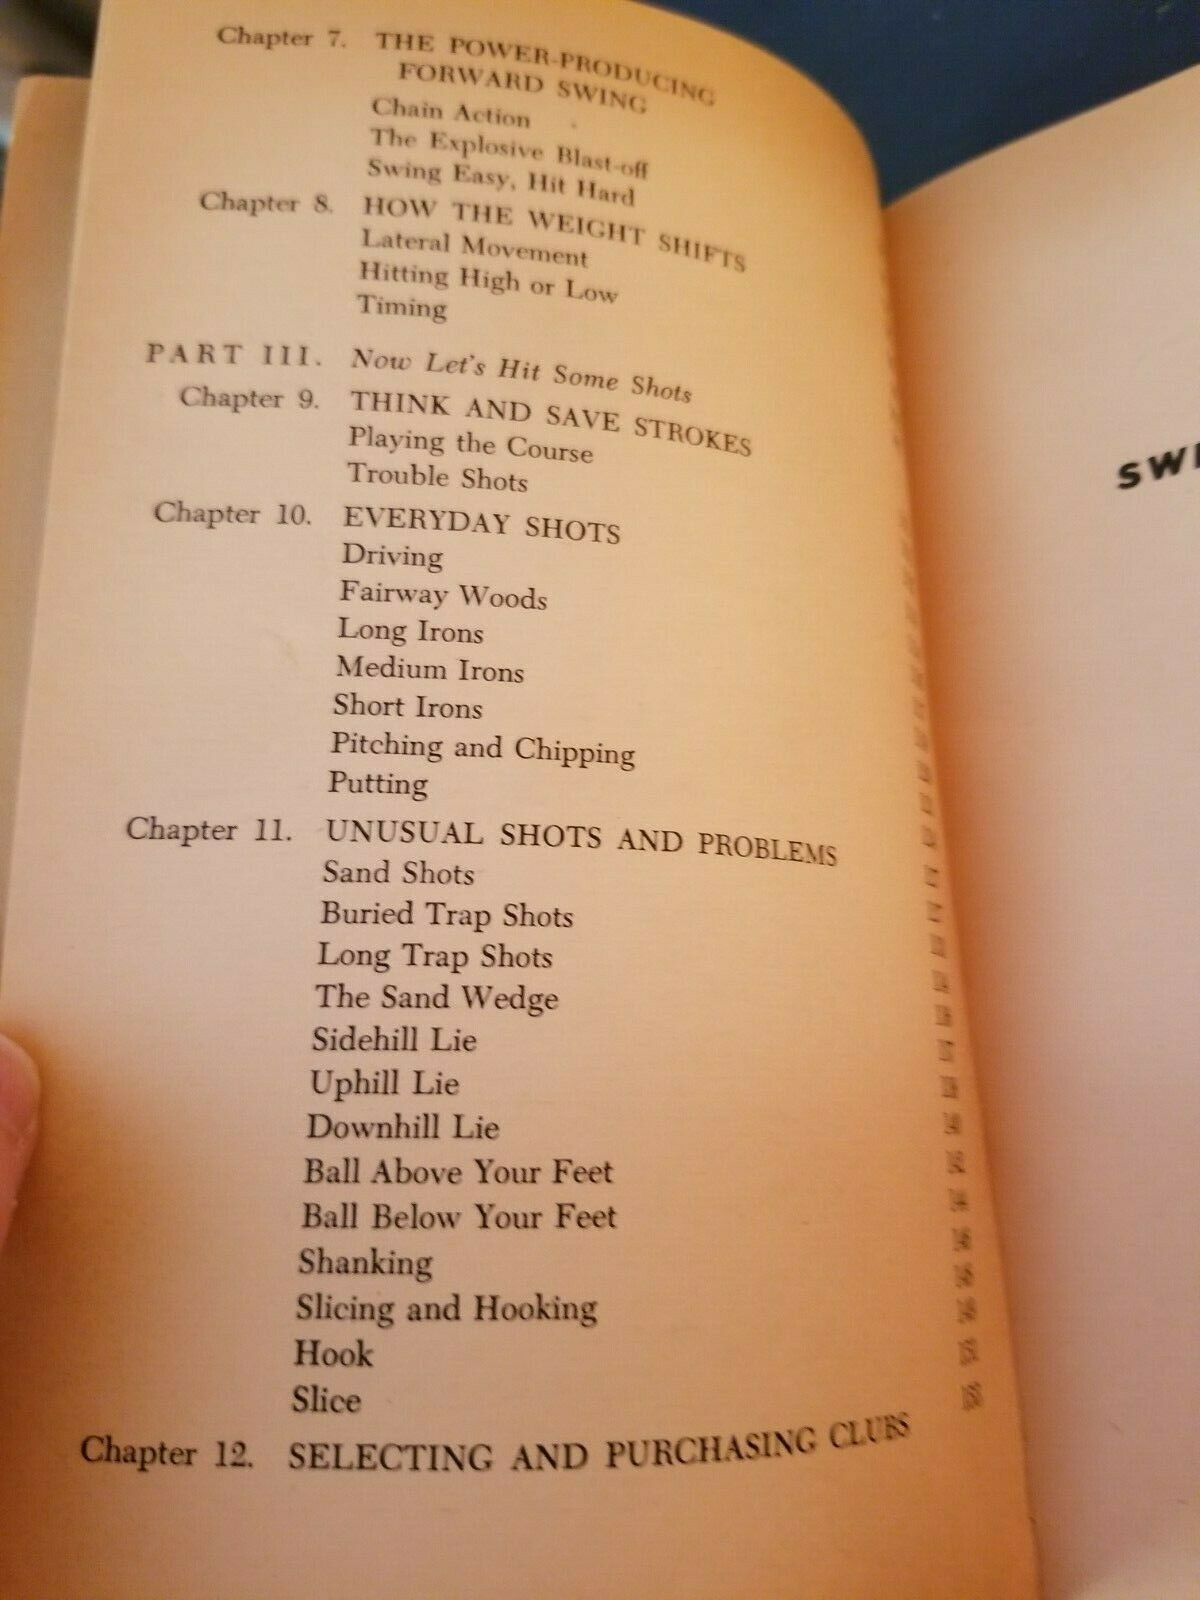 Chapter 7. THE POWER-PRODUCING
FORWARD SWING
Chain Action
The Explosive Blast-off
Swing Easy, Hit Hard
Chapter 8. HOW THE WEIGHT SHIFTS
Lateral Movement
Hitting High or Low
Timing
PART III. Now Let's Hit Some Shots
Chapter 9. THINK AND SAVE STROKES
Playing the Course
Trouble Shots
Chapter 10. EVERYDAY SHOTS
Driving
Fairway Woods
Long Irons
Medium Irons
Short Irons
Pitching and Chipping
Putting
Chapter 11. UNUSUAL SHOTS AND PROBLEMS
Sand Shots
Buried Trap Shots
Long Trap Shots
The Sand Wedge
Sidehill Lie
Uphill Lie
Downhill Lie
Ball Above Your Feet
Ball Below Your Feet
Shanking
Slicing and Hooking
Hook
Slice
Chapter 12. SELECTING AND PURCHASING CLUBS